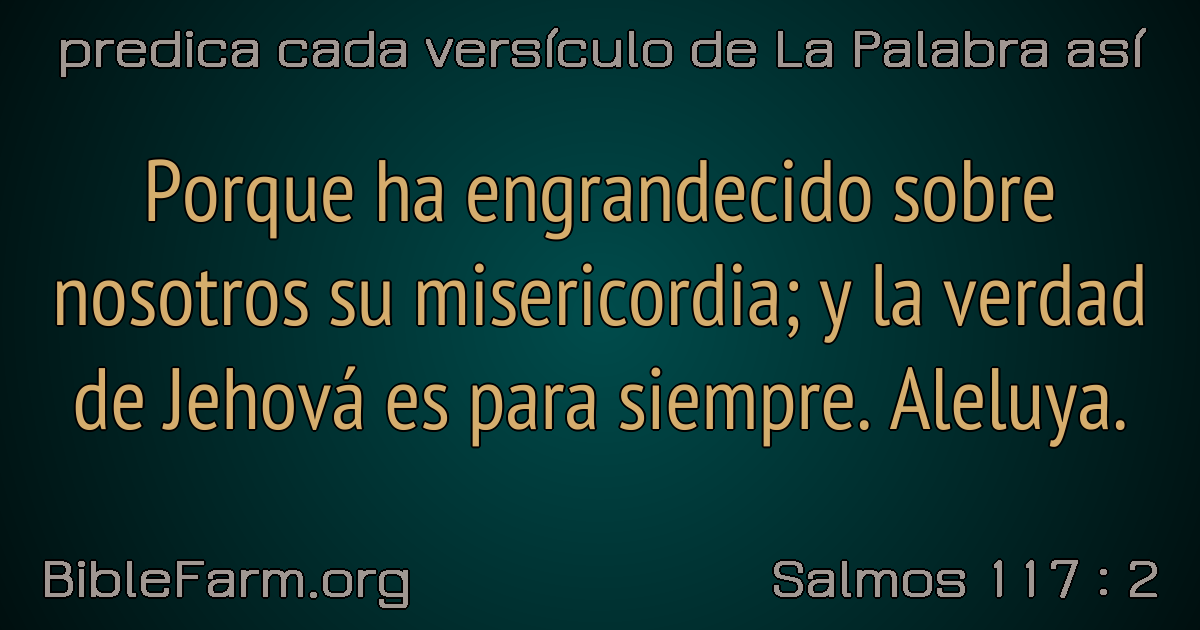 predica cada versículo de La Palabra así
Porque ha engrandecido sobre
nosotros su misericordia; y la verdad
de Jehová es para siempre. Aleluya.
BibleFarm.org
Salmos 117 : 2